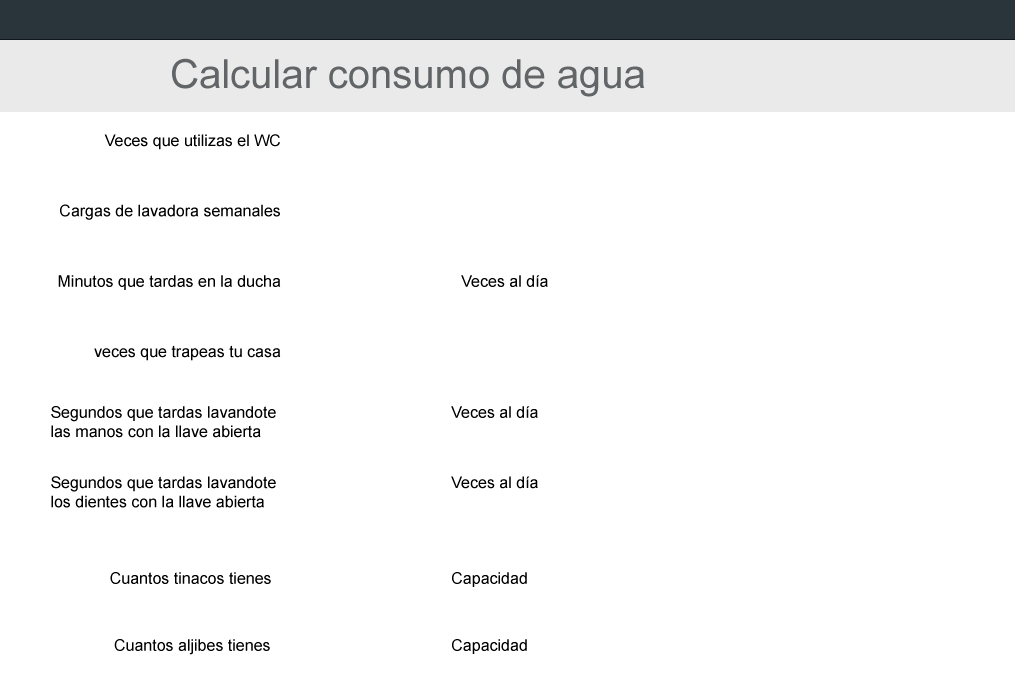 Calcular consumo de agua
Veces que utilizas el WC
Cargas de lavadora semanales
Minutos que tardas en la ducha
Veces al día
veces que trapeas tu casa
Segundos que tardas lavandote
las manos con la llave abierta
Veces al día
Segundos que tardas lavandote
los dientes con la llave abierta
Veces al día
Cuantos tinacos tienes
Capacidad
Cuantos aljibes tienes
Capacidad